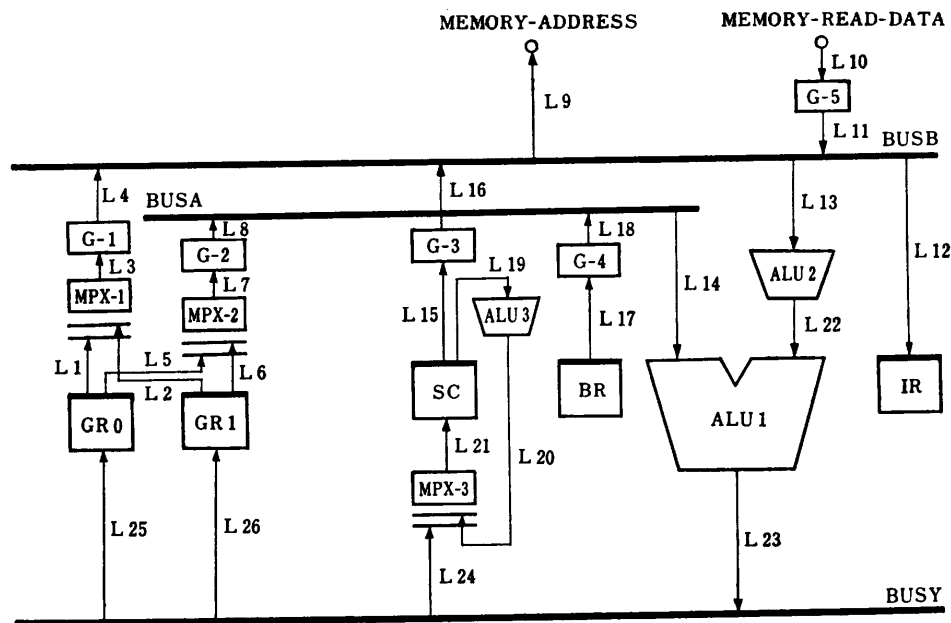 MEMORY-ADDRESS
MEMORY-READ-DATA
L 10
G-5
L 9
L 11
BUSB
L 4
L 16
BUSA
L 13
L 8
L 18
G-1
G-2
G-3
G-4
L 19
L 12
L 3
L 7
ALU 2
L 14
MPX-1
MPX-2
ALU 3
L 15
L 17
L 22
L 5
L 1
L 6
L 2
SC
BR
IR
GR 0
GR 1
ALU 1
L 21
L 20
MPX-3
L 25
L 26
L 23
L 24
BUSY